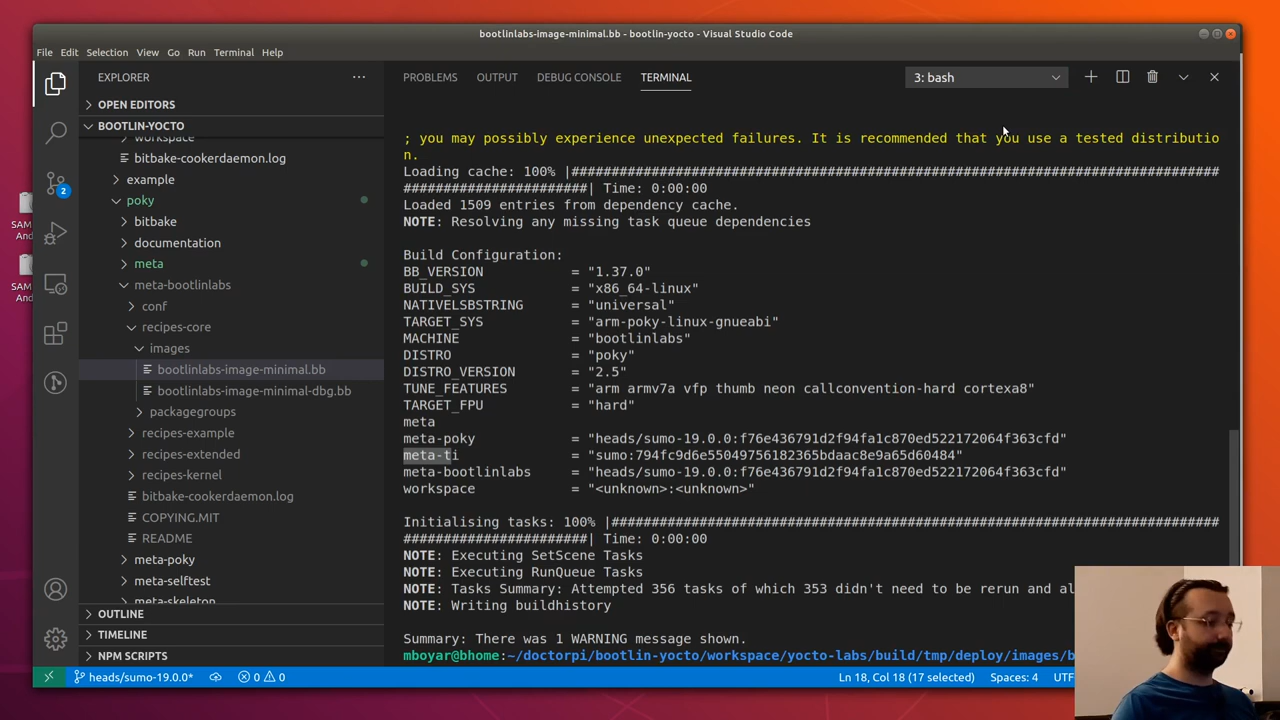 bootlinlabs-image-minimal.bb - bootlin-yocto - Visual Studio Code
File Edit Selection View Go Run Terminal Help
EXPLORER
OPEN EDITORS
BOOTLIN-YOCTO
workspace
bitbake-cookerdaemon.log
example
poky
bitbake
documentation
meta
meta-bootlinlabs
conf
recipes-core
images
bootlinlabs-image-minimal.bb
bootlinlabs-image-minimal-dbg.bb
packagegroups
recipes-example
recipes-extended
recipes-kernel
bitbake-cookerdaemon.log
COPYING.MIT
README
meta-poky
meta-selftest
meta-skeleton
OUTLINE
TIMELINE
NPM SCRIPTS
SAM
And
SAM
And
2
PROBLEMS OUTPUT DEBUG CONSOLE TERMINAL 3: bash
; you may possibly experience unexpected failures. It is recommended that you use a tested distributio
n.
Loading cache: 100% |#################################################################################
#######################| Time: 0:00:00
Loaded 1509 entries from dependency cache.
NOTE: Resolving any missing task queue dependencies
Build Configuration:
BB_VERSION = "1.37.0"
BUILD_SYS = "x86_64-linux"
NATIVELSBSTRING = "universal"
TARGET_SYS = "arm-poky-linux-gnueabi"
MACHINE = "bootlinlabs"
DISTRO = "poky"
DISTRO_VERSION = "2.5"
TUNE_FEATURES = "arm armv7a vfp thumb neon callconvention-hard cortexa8"
TARGET_FPU = "hard"
meta
meta-poky = "heads/sumo-19.0.0:f76e436791d2f94fa1c870ed522172064f363cfd"
meta-ti = "sumo:794fc9d6e55049756182365bdaac8e9a65d60484"
meta-bootlinlabs = "heads/sumo-19.0.0:f76e436791d2f94fa1c870ed522172064f363cfd"
workspace = "<unknown>:<unknown>"
Initialising tasks: 100% |############################################################################
#######################| Time: 0:00:00
NOTE: Executing SetScene Tasks
NOTE: Executing RunQueue Tasks
NOTE: Tasks Summary: Attempted 356 tasks of which 353 didn't need to be rerun and al
NOTE: Writing buildhistory
Summary: There was 1 WARNING message shown.
mboyar@bhome:~/doctorpi/bootlin-yocto/workspace/yocto-labs/build/tmp/deploy/images/b
heads/sumo-19.0.0* 0 0 Ln 18, Col 18 (17 selected) Spaces: 4 UTF